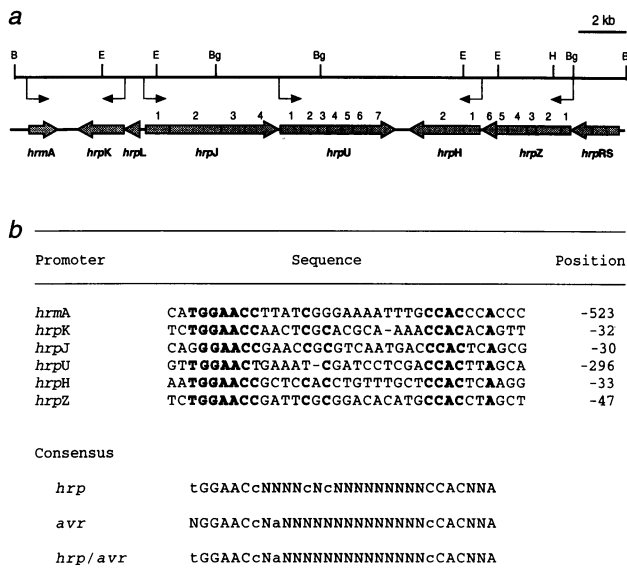 a
2 kb
B E E Bg Bg E E H Bg B
1 2 3 4 1 2 3 4 5 6 7 2 1 6 5 4 3 2 1
hrmA hrpK hrpL hrpJ hrpU hrpH hrpZ hrpRS
b
Promoter Sequence Position
hrmA CATGGAACCTTATCGGGAAAATTTGCCACCCACCC -523
hrpK TCTGGAACCAACTCGCACGCA-AAACCACACAGTT -32
hrpJ CAGGGAACCGAACCGCGTCAATGACCCACTCAGCG -30
hrpU GTTGGAACTGAAAT-CGATCCTCGACCACTTAGCA -296
hrpH AATGGAACCGCTCCACCTGTTTGCTCCACTCAAGG -33
hrpZ TCTGGAACCGATTCGCGGACACATGCCACCTAGCT -47
Consensus
hrp tGGAACcNNNNcNcNNNNNNNNNCCACNNA
avr NGGAACcNaNNNNNNNNNNNNNNcCACNNA
hrp/avr tGGAACcNaNNNNNNNNNNNNNNcCACNNA